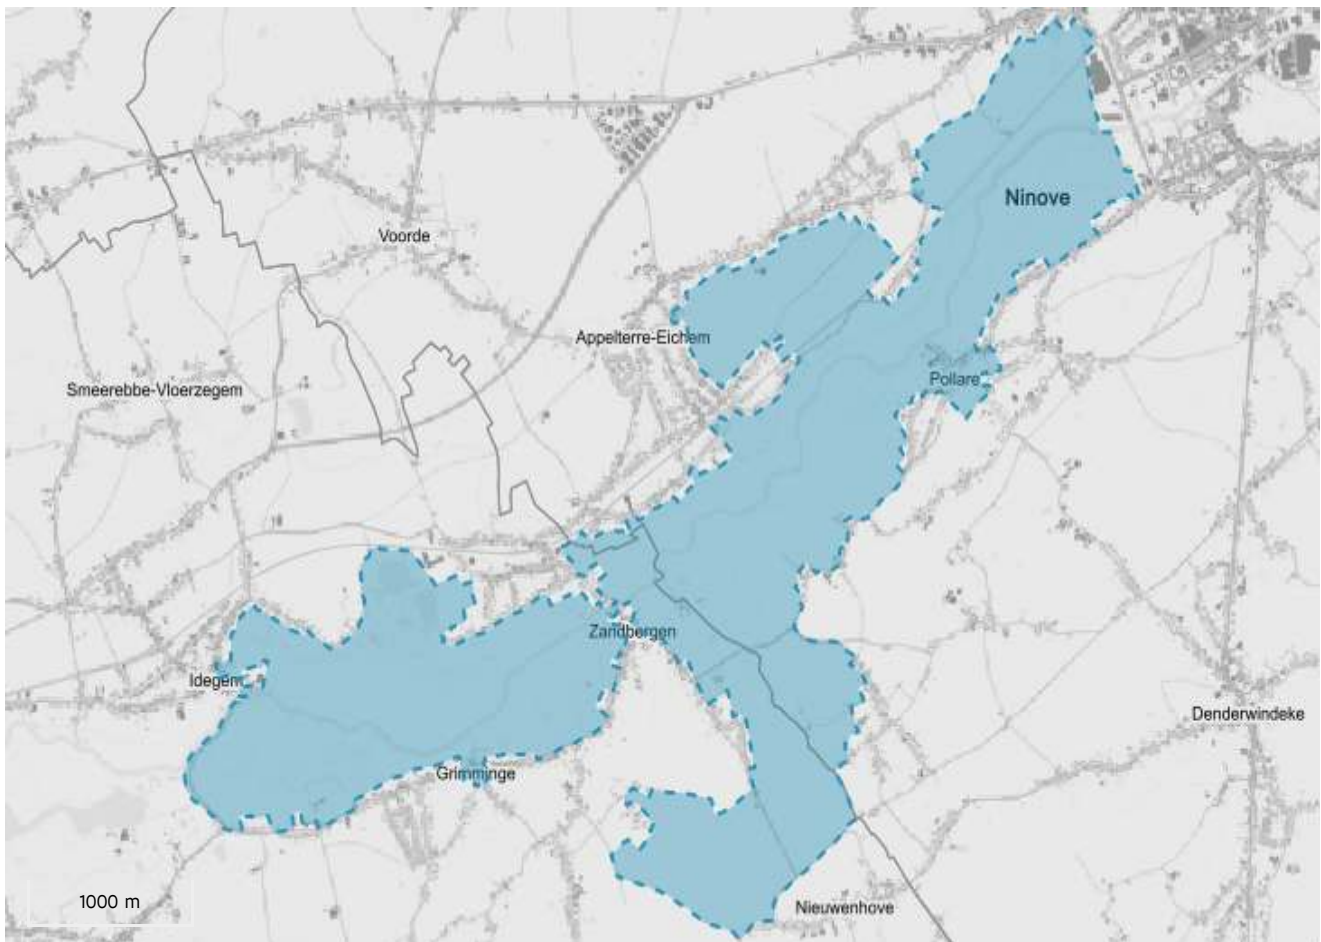 Ninove
Voorde
Appelterre-Eichem
Pollare
Smeerebbe-Vloerzegem
Zandbergen
Idegem
Denderwindeke
Grimminge
1000 m
Nieuwenhove